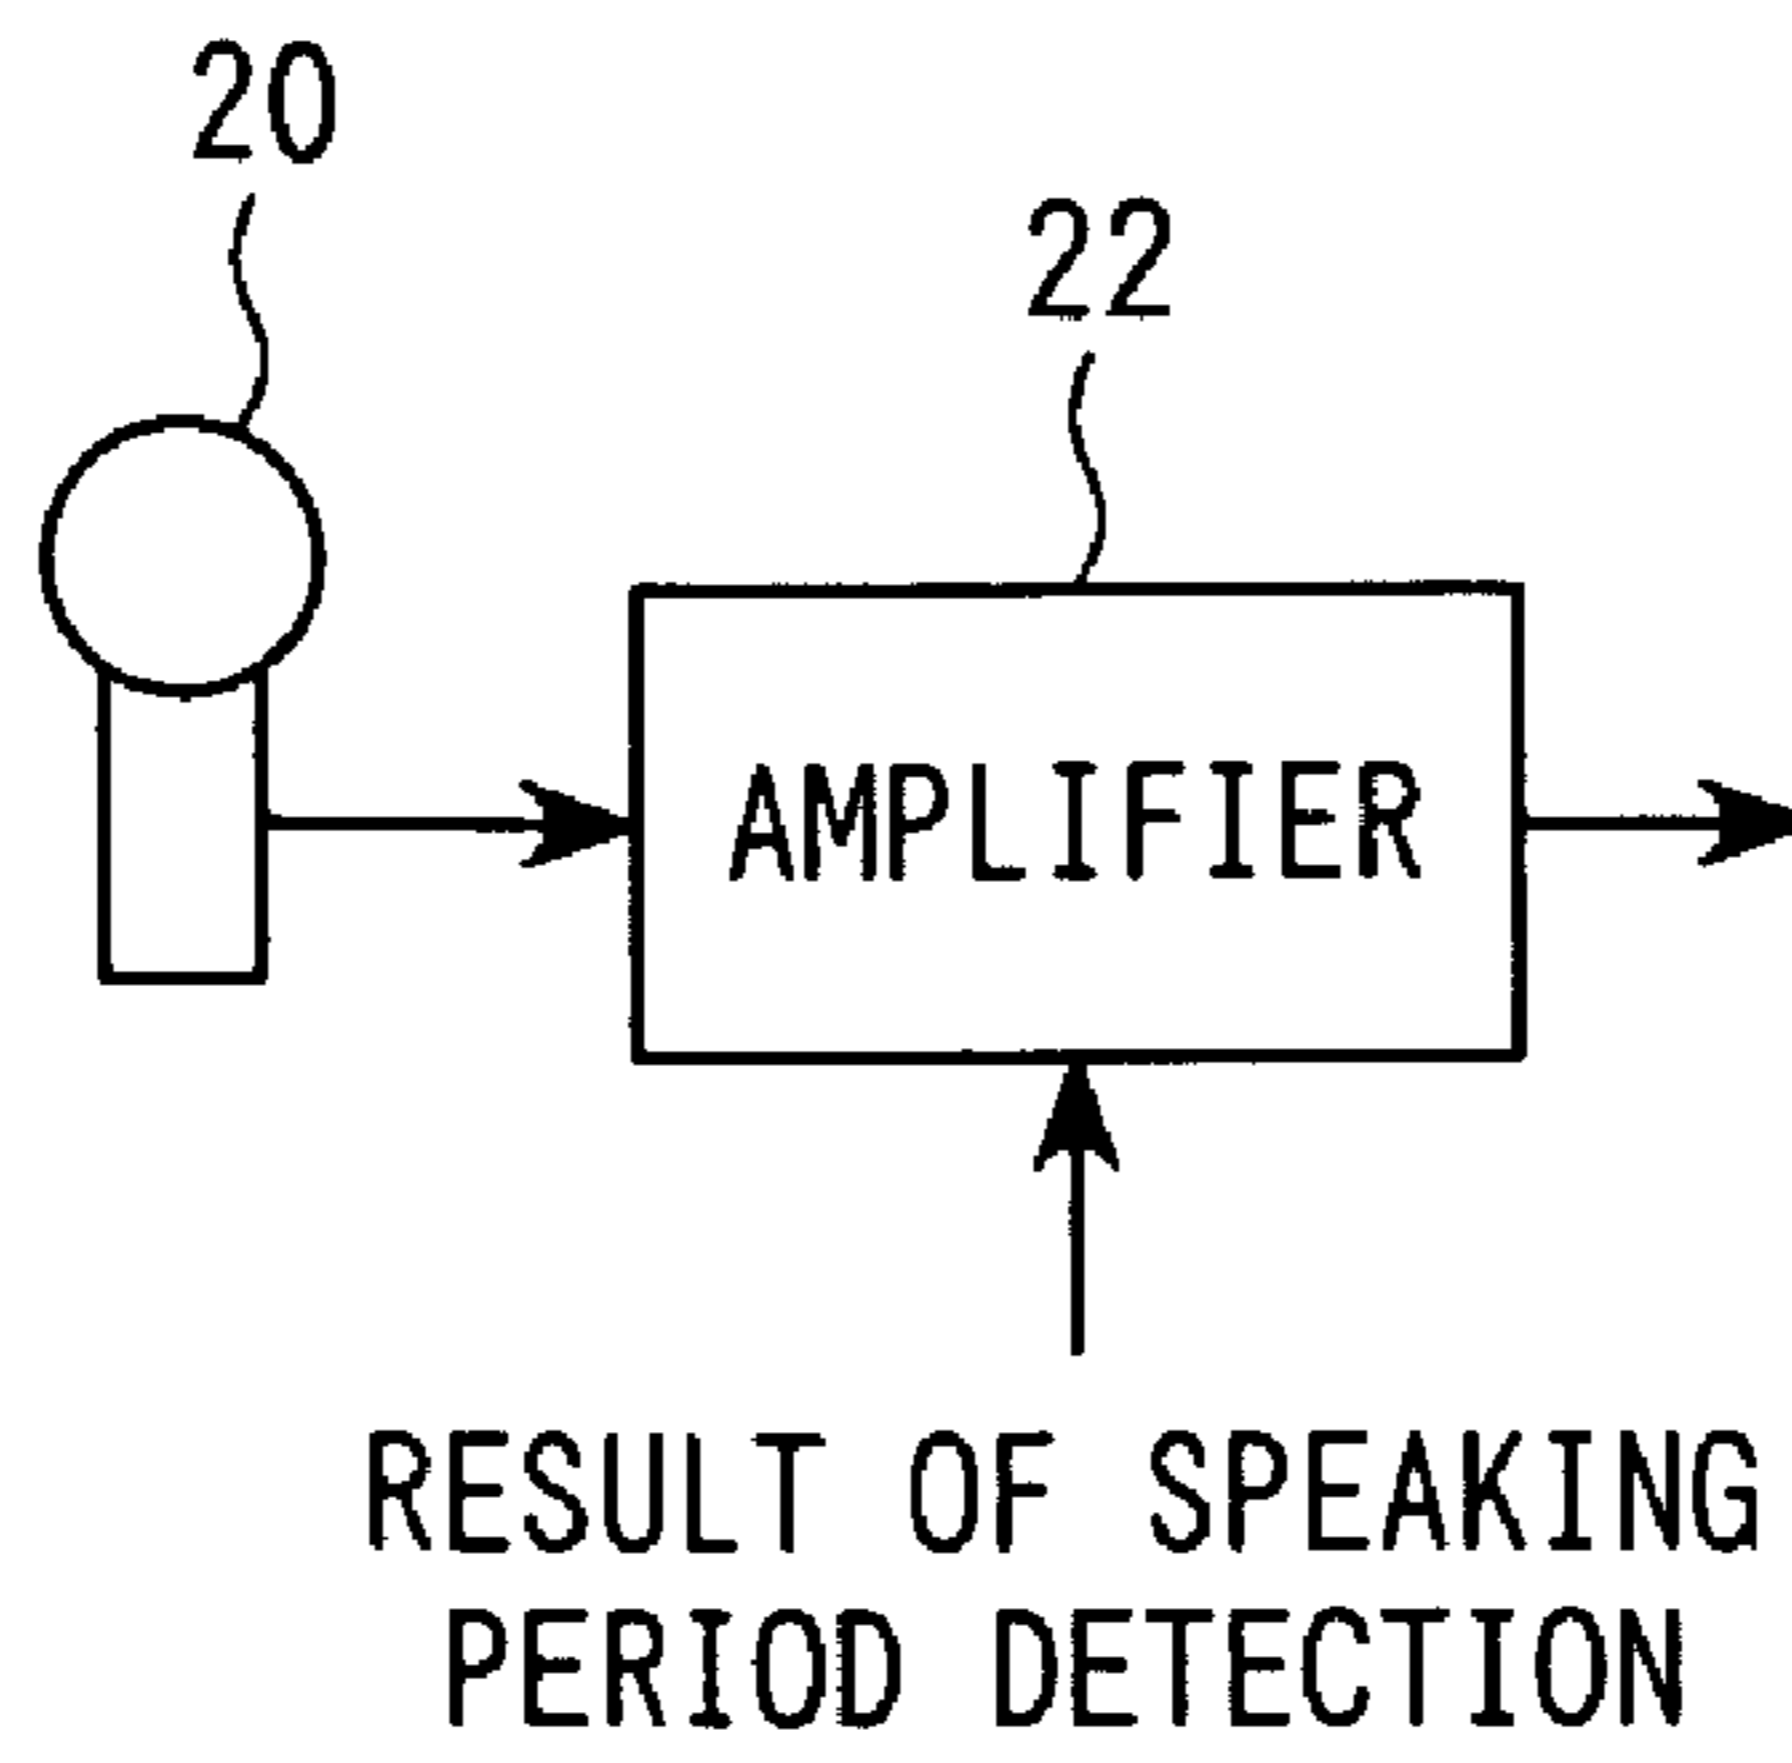 20
22
AMPLIFIER
RESULT OF SPEAKING
PERIOD DETECTION